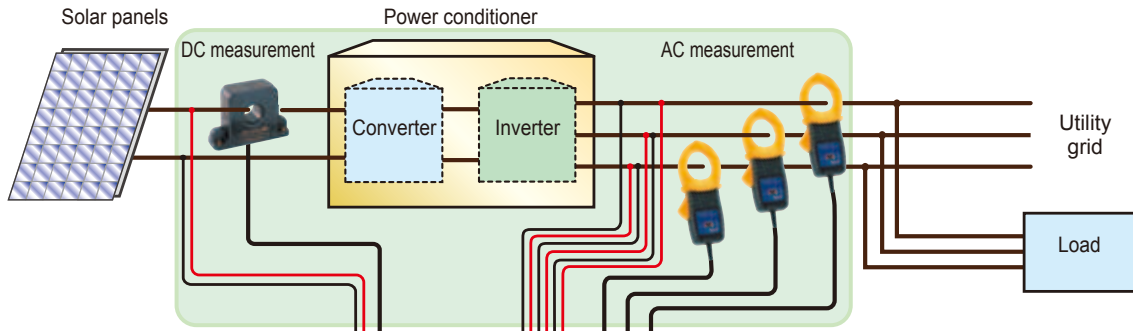 Solar panels
Power conditioner
DC measurement
AC measurement
Converter
Inverter
Utility
grid
Load